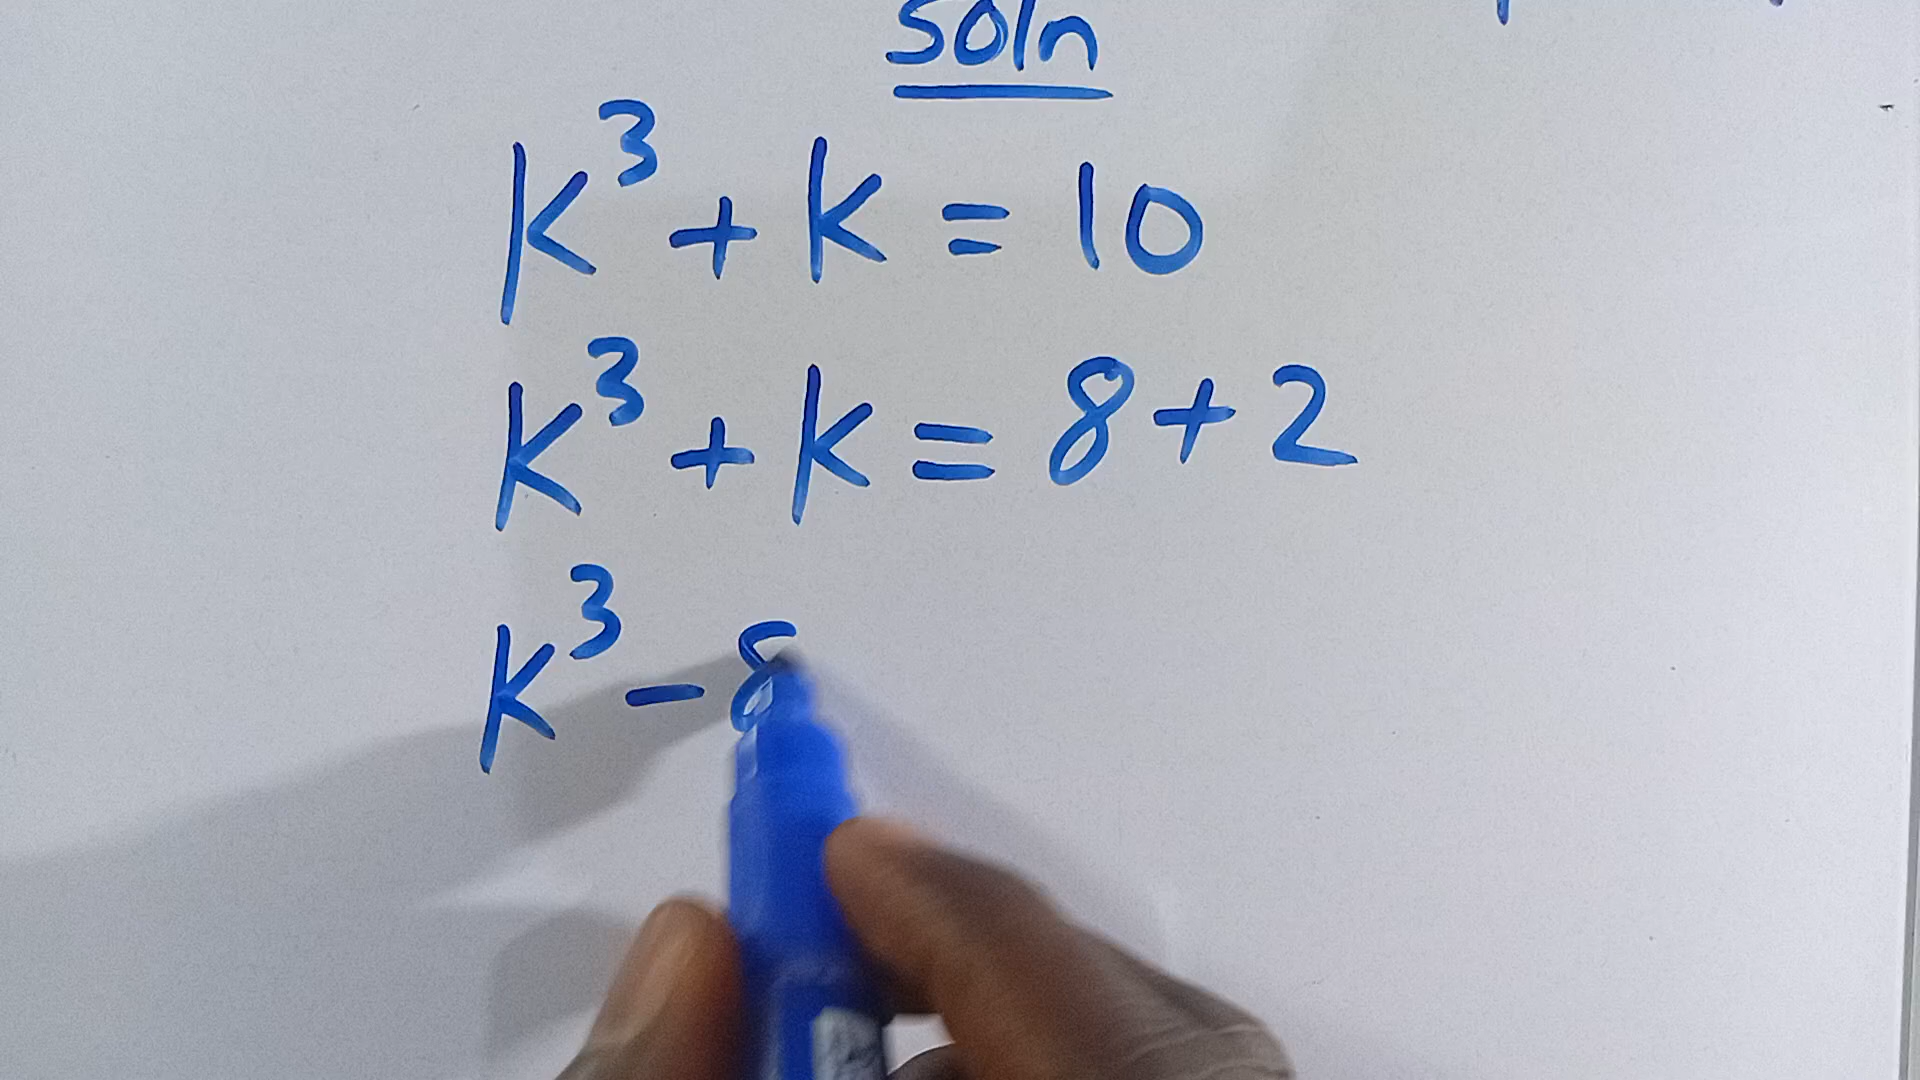 Soln
K³ + K = 10
K³ + K = 8 + 2
K³ - 8